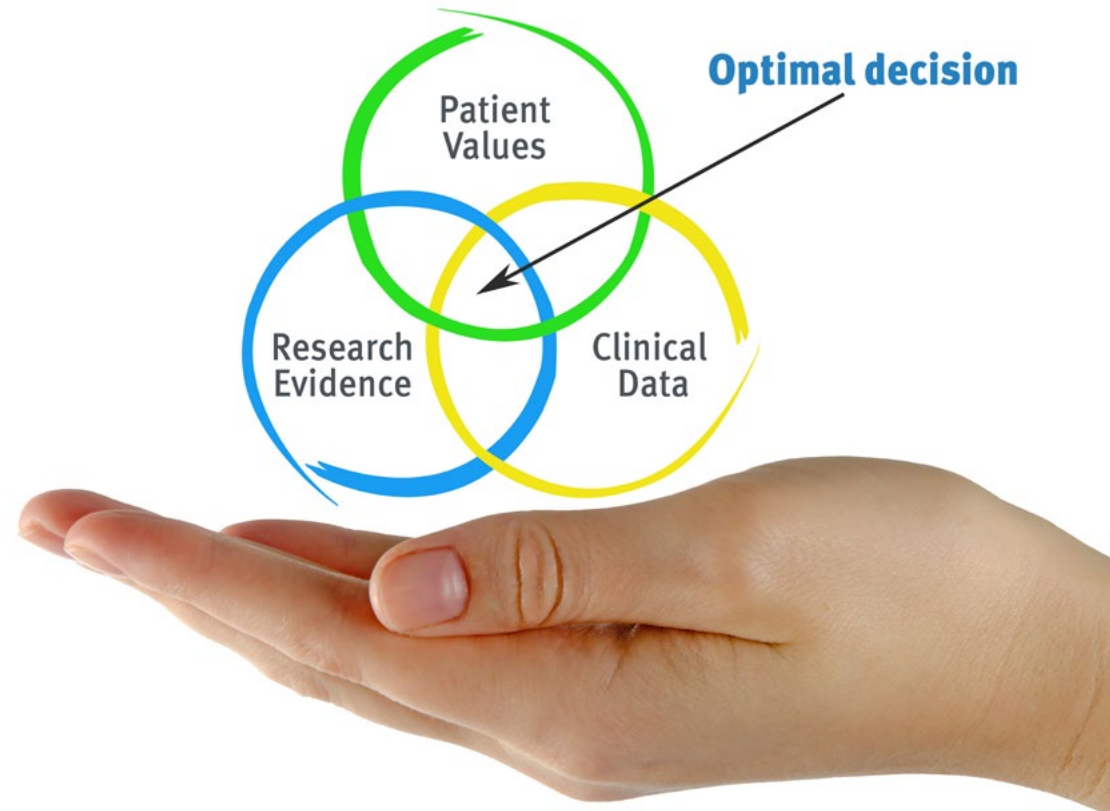 Optimal decision
Patient
Values
Research
Evidence
Clinical
Data